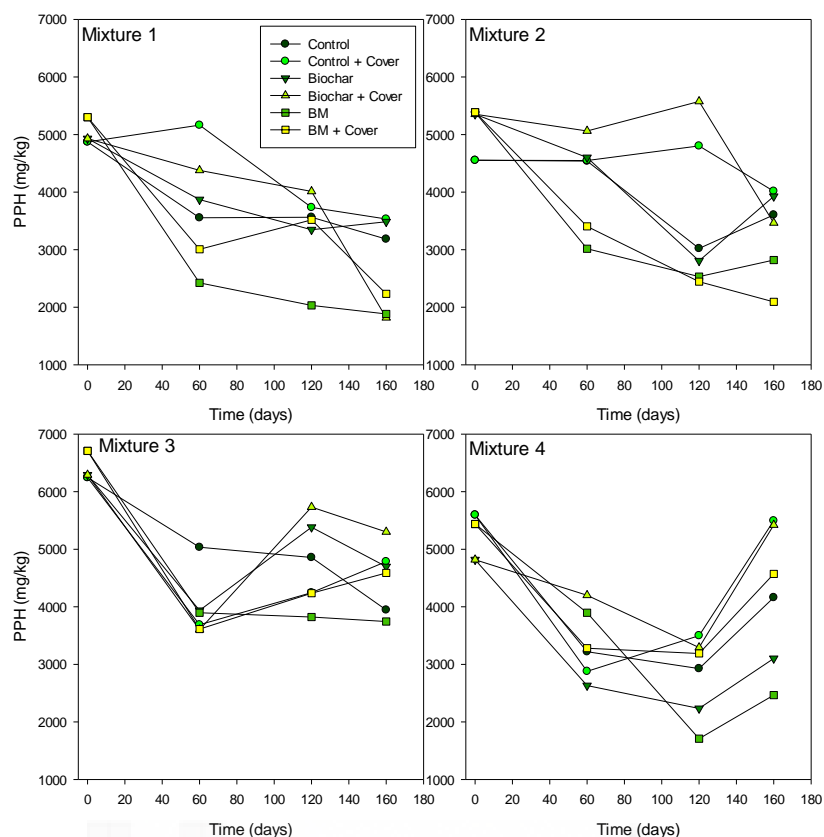 Mixture 1
Mixture 2
Control
Control + Cover
Biochar
Biochar + Cover
BM
BM + Cover
PPH (mg/kg)
7000
6000
5000
4000
3000
2000
1000
0 20 40 60 80 100 120 140 160 180
Time (days)
7000
6000
5000
4000
3000
2000
1000
0 20 40 60 80 100 120 140 160 180
Time (days)
Mixture 3
Mixture 4
PPH (mg/kg)
7000
6000
5000
4000
3000
2000
1000
0 20 40 60 80 100 120 140 160 180
Time (days)
7000
6000
5000
4000
3000
2000
1000
0 20 40 60 80 100 120 140 160 180
Time (days)